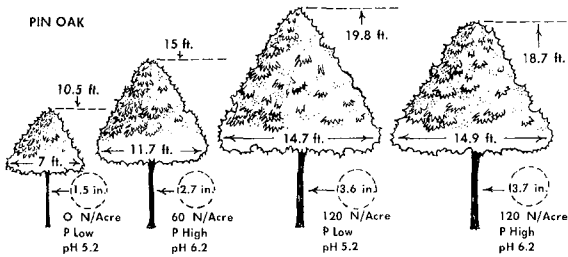 PIN OAK
10.5 ft.
7 ft.
1.5 in.
O N/Acre
P Low
pH 5.2
15 ft.
11.7 ft.
2.7 in.
60 N/Acre
P High
pH 6.2
19.8 ft.
14.7 ft.
3.6 in.
120 N/Acre
P Low
pH 5.2
18.7 ft.
14.9 ft.
3.7 in.
120 N/Acre
P High
pH 6.2